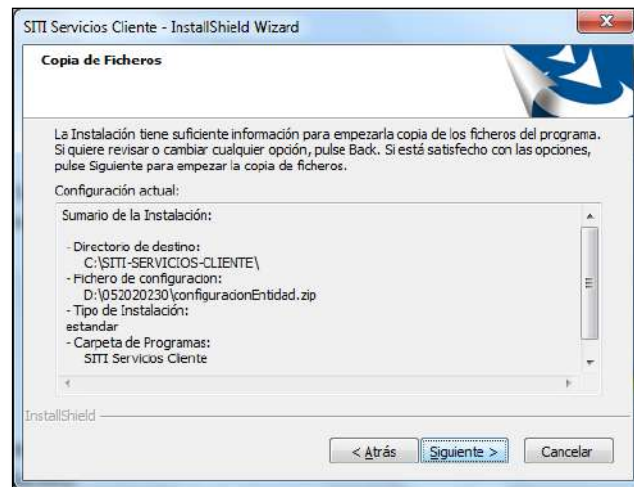 SITI Servicios Cliente - InstallShield Wizard
Copia de Ficheros
La Instalación tiene suficiente información para empezarla copia de los ficheros del programa.
Si quiere revisar o cambiar cualquier opción, pulse Back. Si está satisfecho con las opciones,
pulse Siguiente para empezar la copia de ficheros.
Configuración actual:
Sumario de la Instalación:
- Directorio de destino:
C:\SITI-SERVICIOS-CLIENTE\
- Fichero de configuracion:
D:\052020230\configuracionEntidad.zip
- Tipo de Instalación:
estandar
- Carpeta de Programas:
SITI Servicios Cliente
InstallShield
< Atrás
Siguiente >
Cancelar